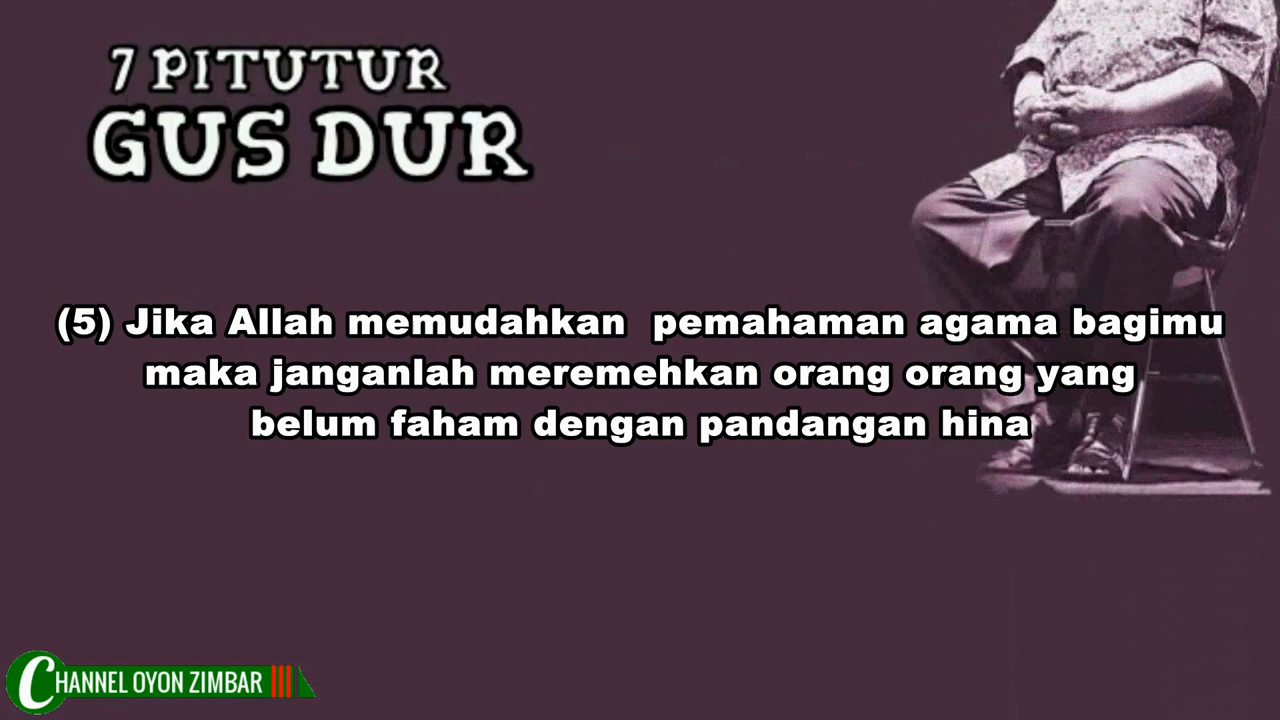 7 PITUTUR
GUS DUR
(5) Jika Allah memudahkan  pemahaman agama bagimu
maka janganlah meremehkan orang orang yang
belum faham dengan pandangan hina
CHANNEL OYON ZIMBAR